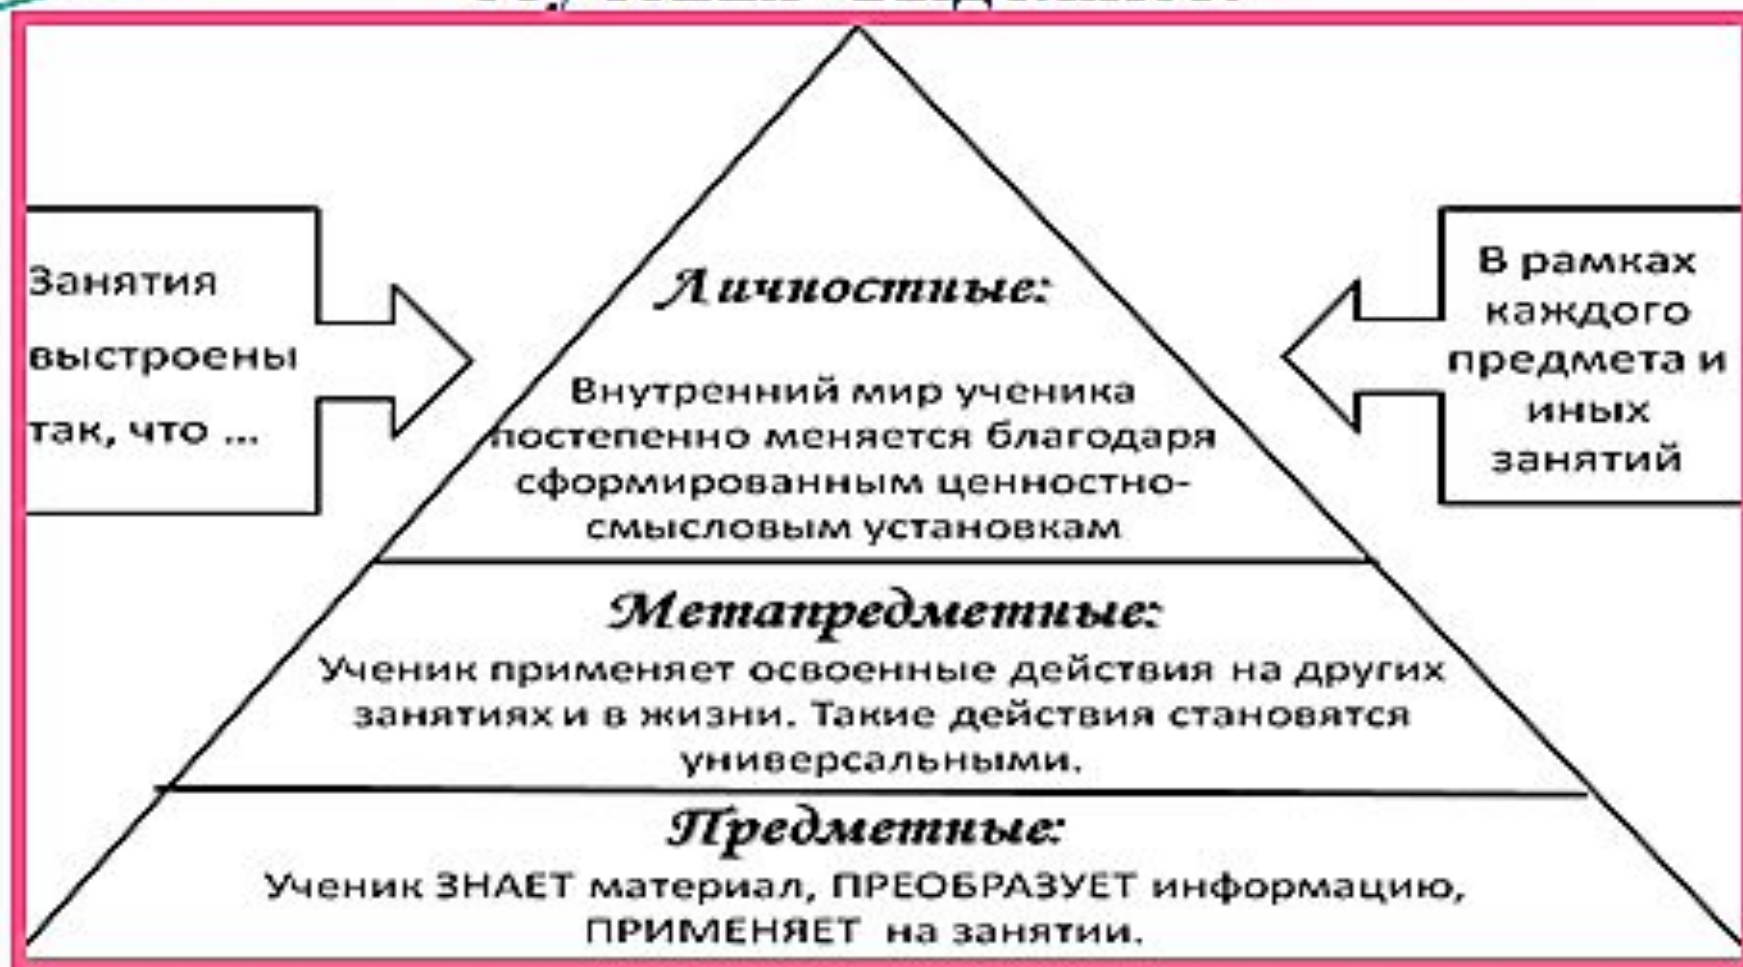 Занятия
выстроены
так, что ...
Личностные:
Внутренний мир ученика
постепенно меняется благодаря
сформированным ценностно-
смысловым установкам
В рамках
каждого
предмета и
иных
занятий
Метапредметные:
Ученик применяет освоенные действия на других
занятиях и в жизни. Такие действия становятся
универсальными.
Предметные:
Ученик ЗНАЕТ материал, ПРЕОБРАЗУЕТ информацию,
ПРИМЕНЯЕТ на занятии.